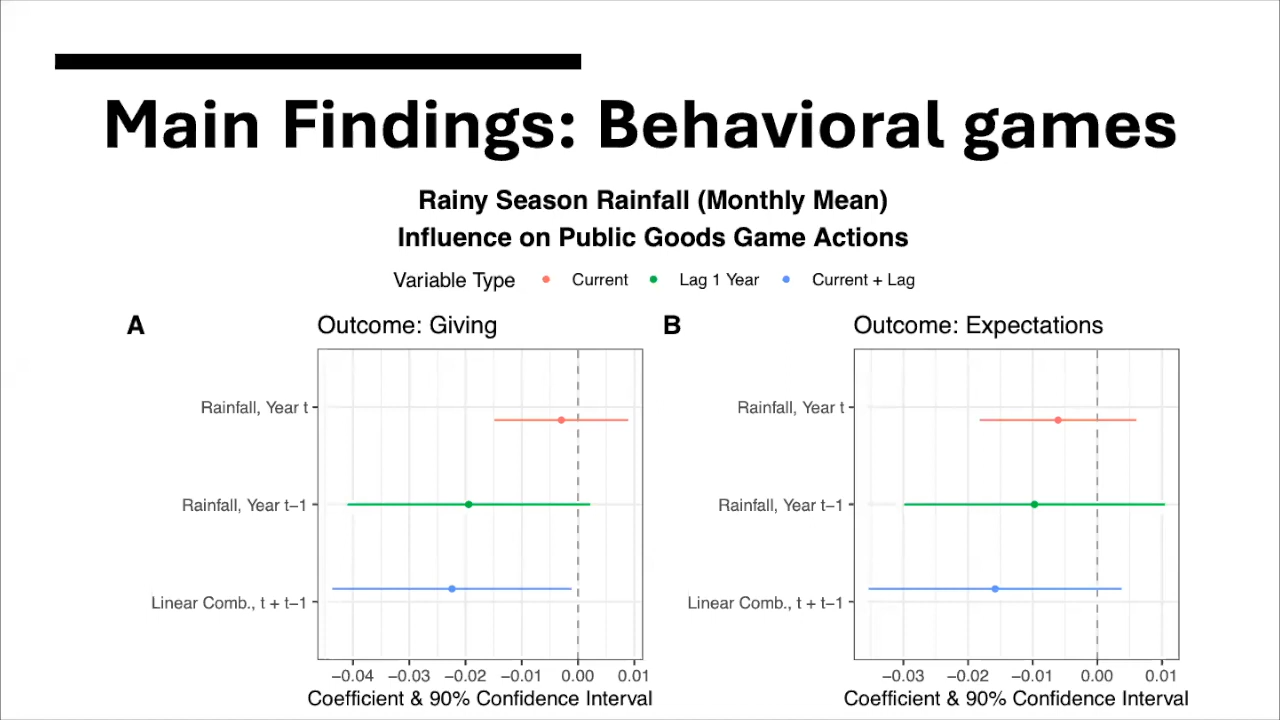 Main Findings: Behavioral games
Rainy Season Rainfall (Monthly Mean)
Influence on Public Goods Game Actions
Variable Type Current Lag 1 Year Current + Lag
A Outcome: Giving
Rainfall, Year t
Rainfall, Year t−1
Linear Comb., t + t−1
−0.04 −0.03 −0.02 −0.01 0.00 0.01
Coefficient & 90% Confidence Interval
B Outcome: Expectations
Rainfall, Year t
Rainfall, Year t−1
Linear Comb., t + t−1
−0.03 −0.02 −0.01 0.00 0.01
Coefficient & 90% Confidence Interval